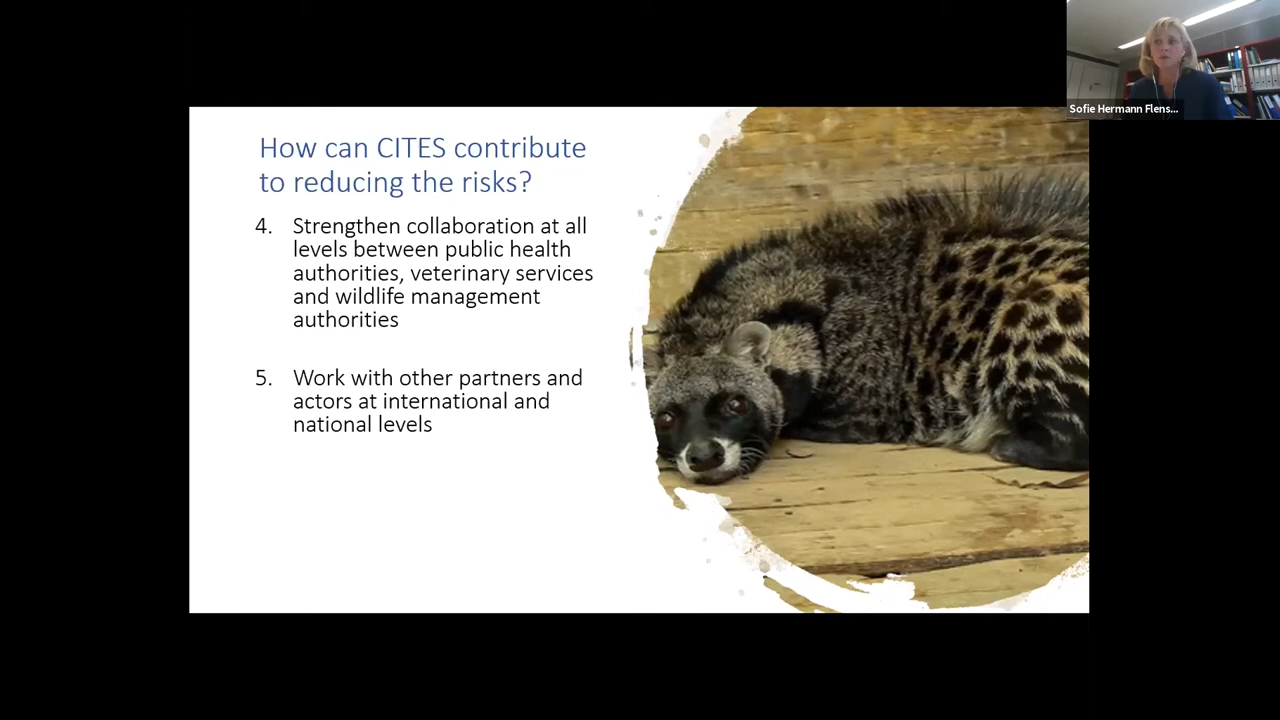 Sofie Hermann Flens...
How can CITES contribute
to reducing the risks?
4. Strengthen collaboration at all
levels between public health
authorities, veterinary services
and wildlife management
authorities
5. Work with other partners and
actors at international and
national levels